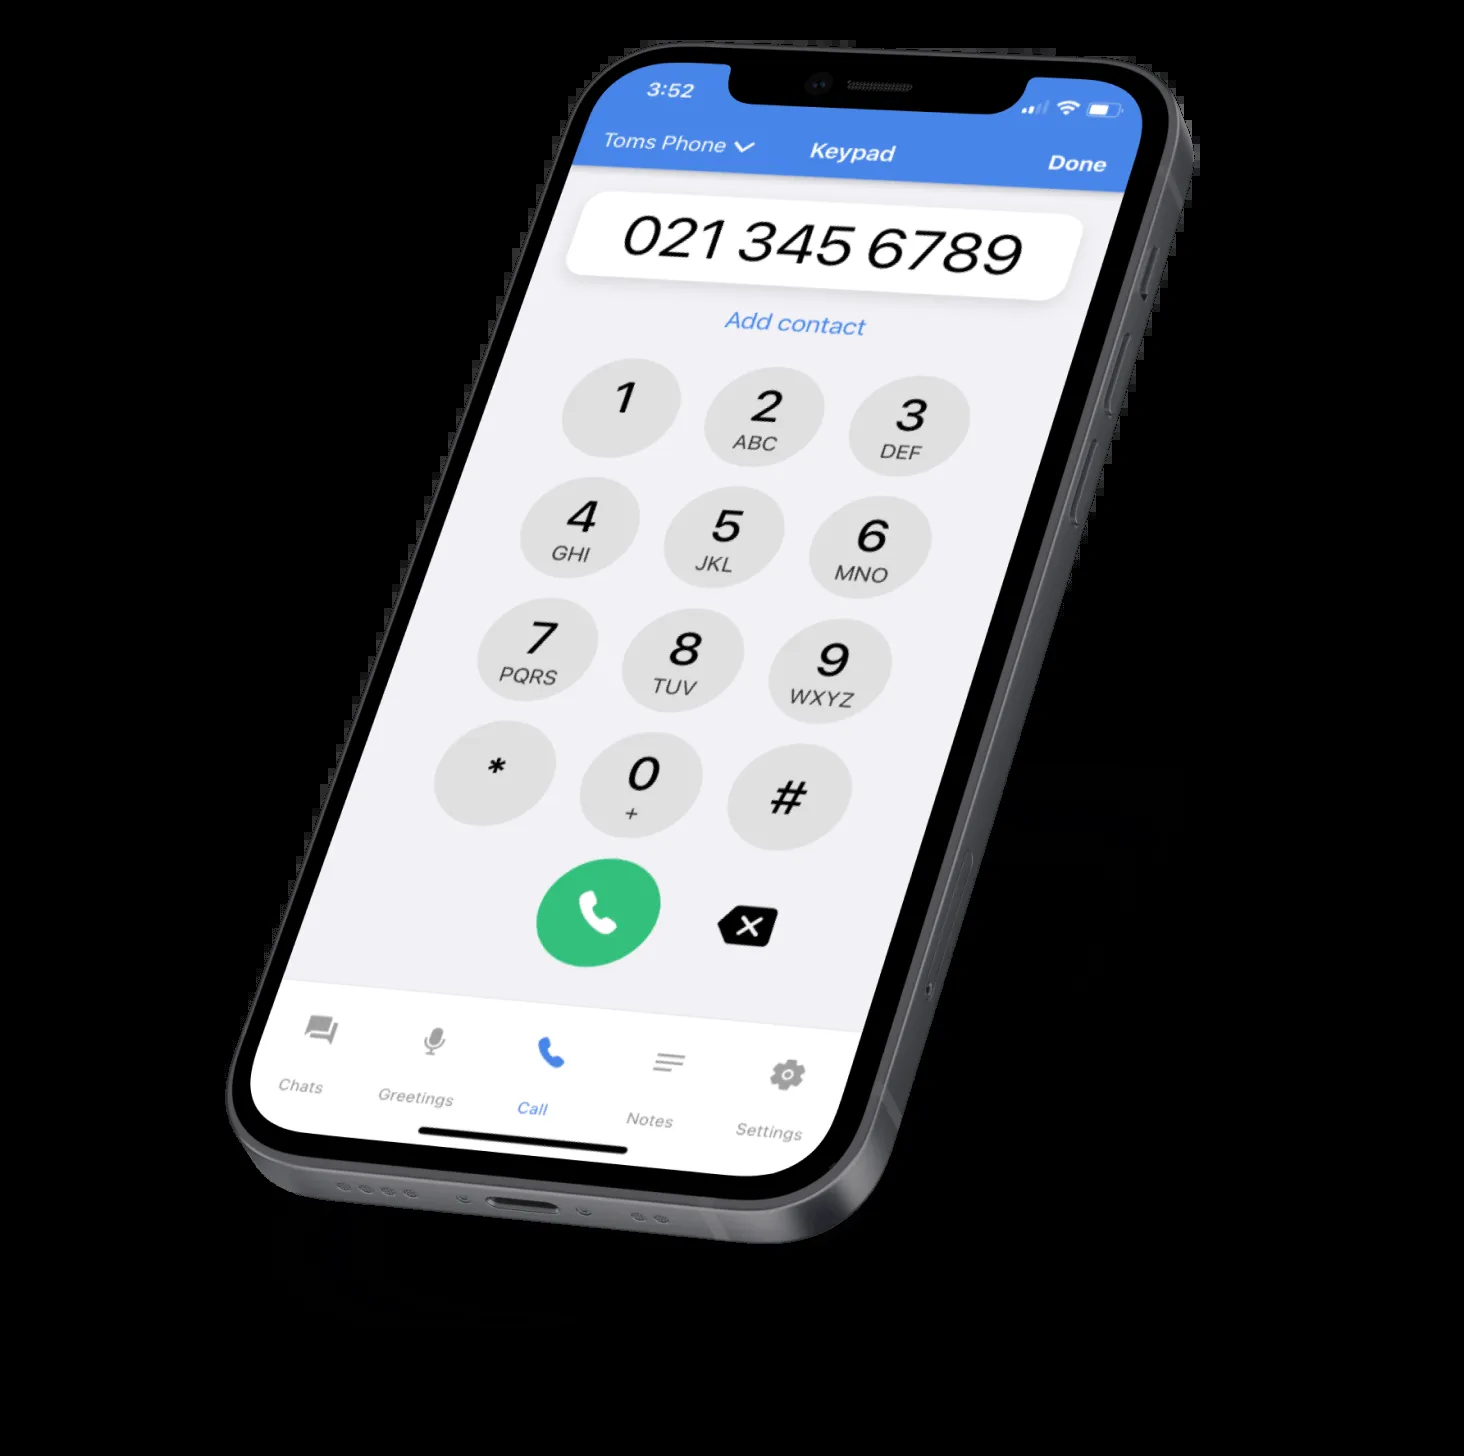 3:52
Toms Phone Keypad Done
021 345 6789
Add contact
1 2 3
ABC DEF
4 5 6
GHI JKL MNO
7 8 9
PQRS TUV WXYZ
* 0 #
+
Chats Greetings Call Notes Settings